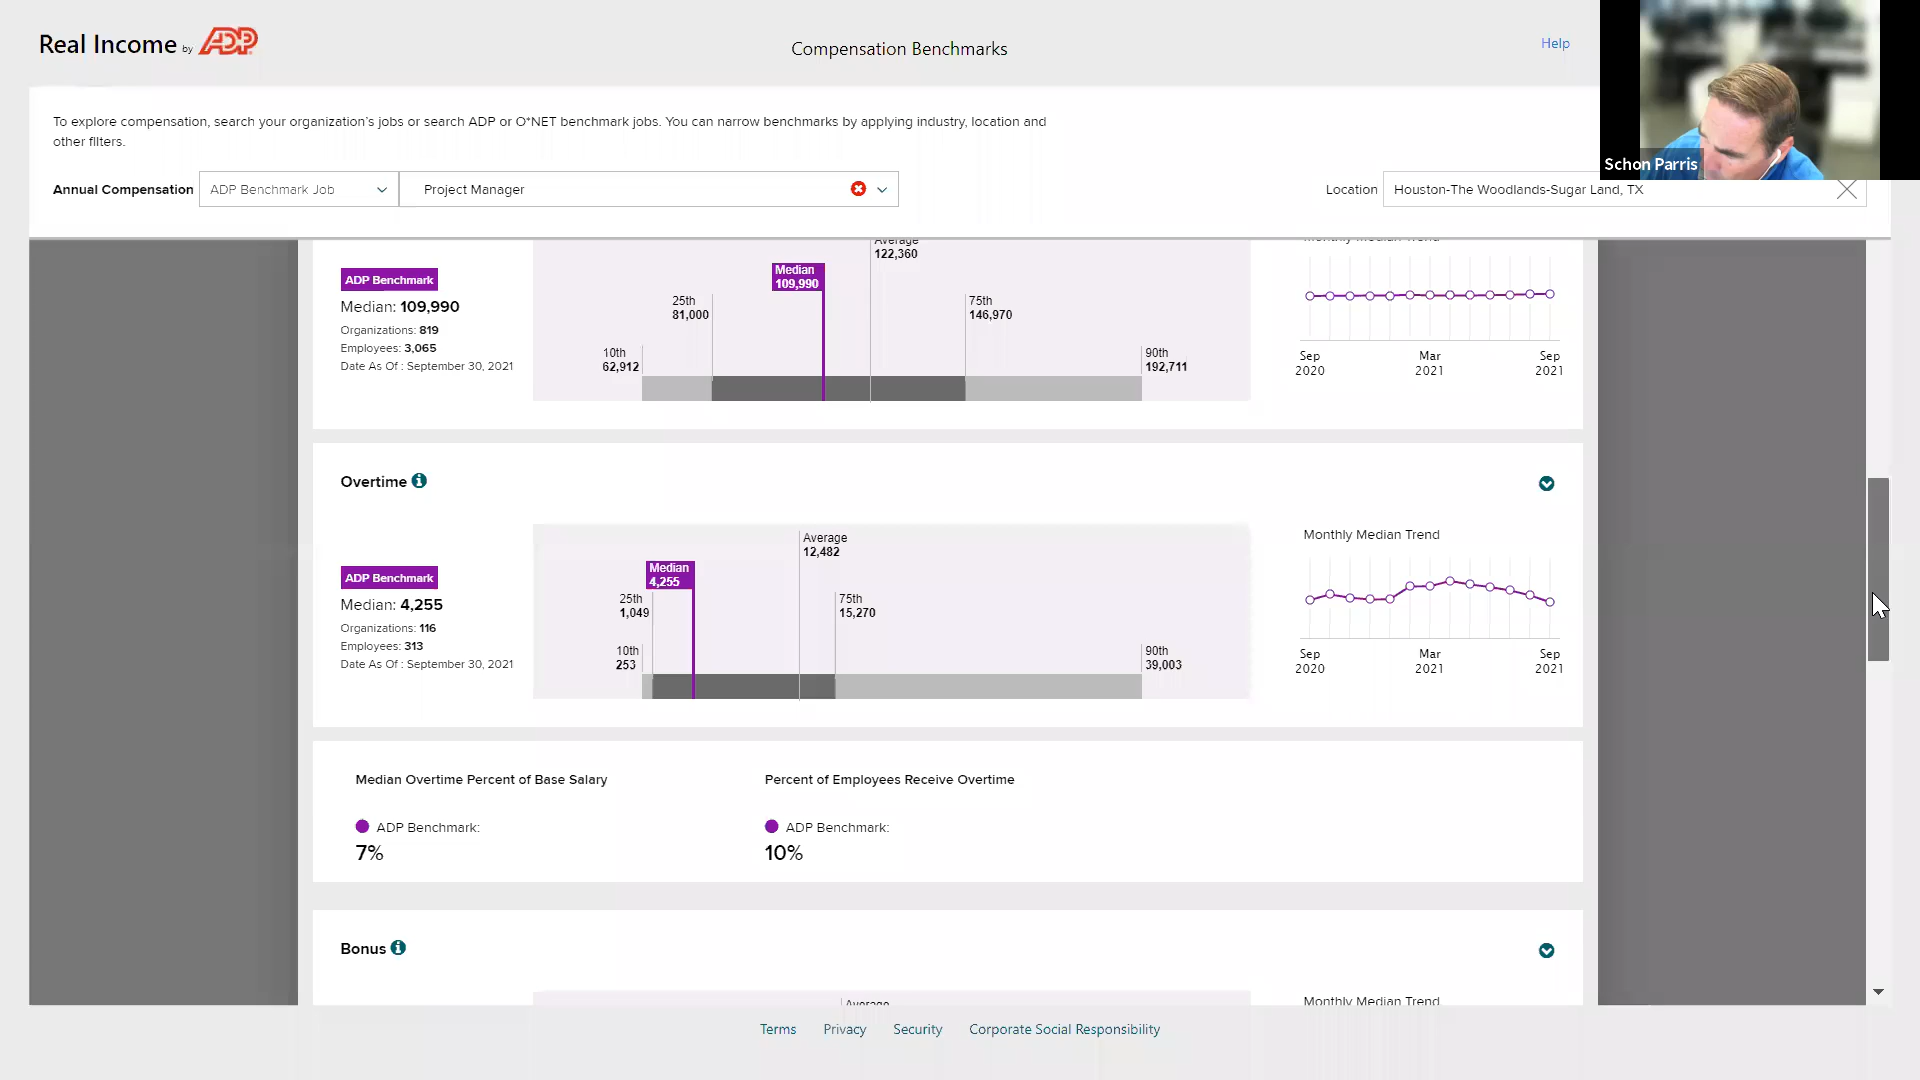 Real Income by ADP
Compensation Benchmarks
Help
To explore compensation, search your organization's jobs or search ADP or O*NET benchmark jobs. You can narrow benchmarks by applying industry, location and
other filters.
Schon Parris
Annual Compensation
ADP Benchmark Job
Project Manager
Location
Houston-The Woodlands-Sugar Land, TX
Average
122,360
Monthly Median Trend
ADP Benchmark
Median: 109,990
Organizations: 819
Employees: 3,065
Date As Of : September 30, 2021
Median
109,990
25th
81,000
75th
146,970
10th
62,912
90th
192,711
Sep
2020
Mar
2021
Sep
2021
Overtime
Average
12,482
Monthly Median Trend
ADP Benchmark
Median: 4,255
Organizations: 116
Employees: 313
Date As Of : September 30, 2021
Median
4,255
25th
1,049
75th
15,270
10th
253
90th
39,003
Sep
2020
Mar
2021
Sep
2021
Median Overtime Percent of Base Salary
ADP Benchmark:
7%
Percent of Employees Receive Overtime
ADP Benchmark:
10%
Bonus
Average
Monthly Median Trend
Terms
Privacy
Security
Corporate Social Responsibility